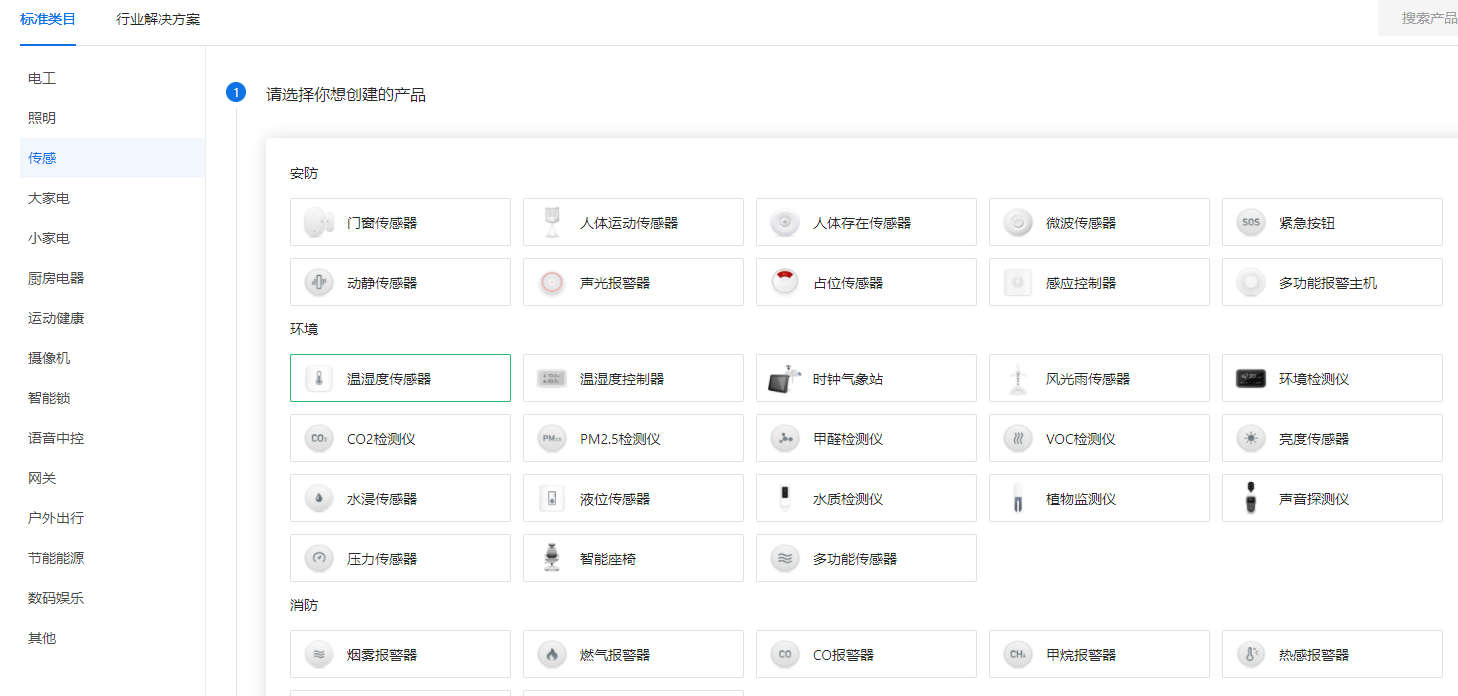 标准类目 行业解决方案 搜索产品
电工
照明
传感
大家电
小家电
厨房电器
运动健康
摄像机
智能锁
语音中控
网关
户外出行
节能能源
数码娱乐
其他
1 请选择你想创建的产品
安防
门窗传感器 人体运动传感器 人体存在传感器 微波传感器 SOS 紧急按钮
动静传感器 声光报警器 占位传感器 感应控制器 多功能报警主机
环境
温湿度传感器 温湿度控制器 时钟气象站 风光雨传感器 环境检测仪
CO₂ CO2检测仪 PM2.5 PM2.5检测仪 甲醛检测仪 VOC检测仪 亮度传感器
水浸传感器 液位传感器 水质检测仪 植物监测仪 声音探测仪
压力传感器 智能座椅 多功能传感器
消防
烟雾报警器 燃气报警器 CO CO报警器 CH₄ 甲烷报警器 热感报警器